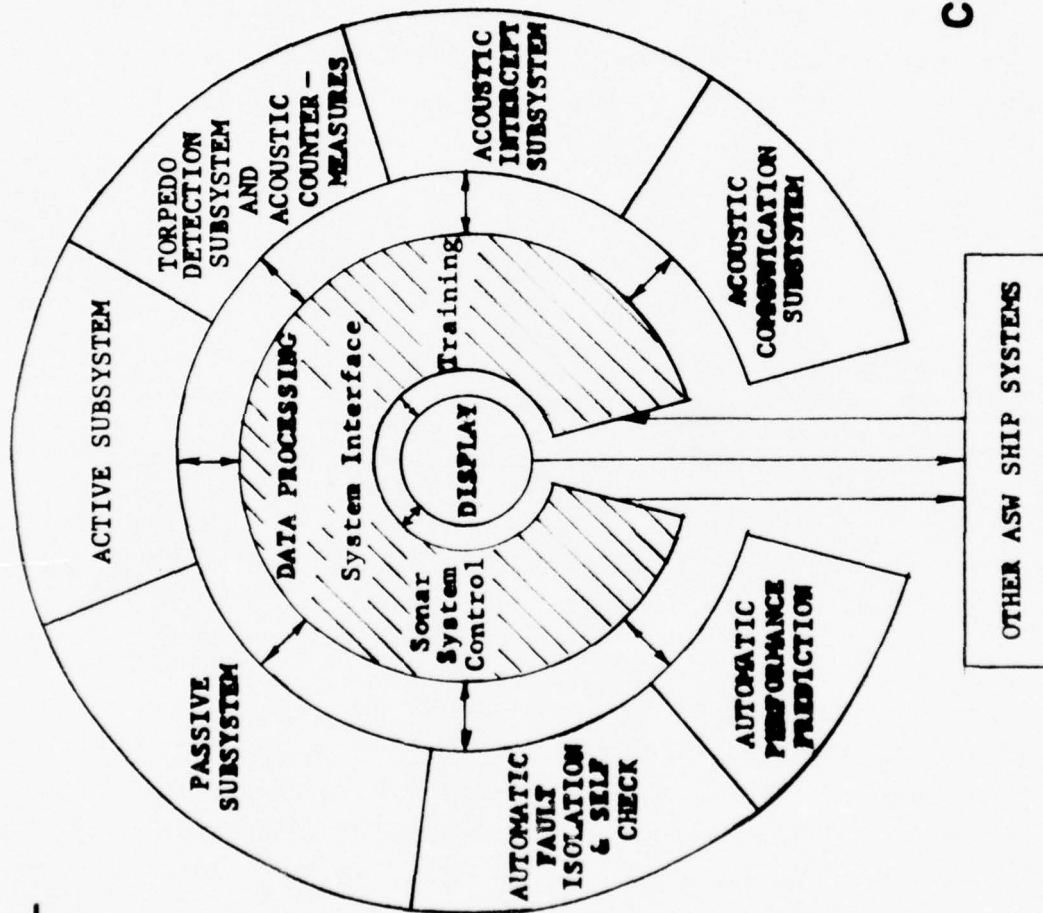 ACTIVE SUBSYSTEM
TORPEDO
DETECTION
SUBSYSTEM
AND
ACOUSTIC
COUNTER-
MEASURES
ACOUSTIC
INTERCEPT
SUBSYSTEM
ACOUSTIC
COMMUNICATION
SUBSYSTEM
PASSIVE
SUBSYSTEM
AUTOMATIC
FAULT
ISOLATION
& SELF
CHECK
AUTOMATIC
PERFORMANCE
PREDICTION
DATA PROCESSING
System Interface
Training
Sonar
System
Control
DISPLAY
OTHER ASW SHIP SYSTEMS
C